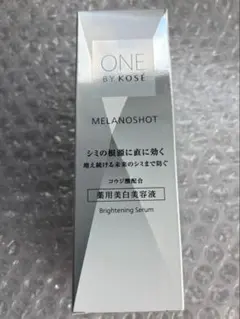 ONE
BY KOSÉ
MELANOSHOT
シミの根源に直に効く
増え続ける未来のシミまで防ぐ
コウジ酸配合
薬用美白美容液
Brightening Serum